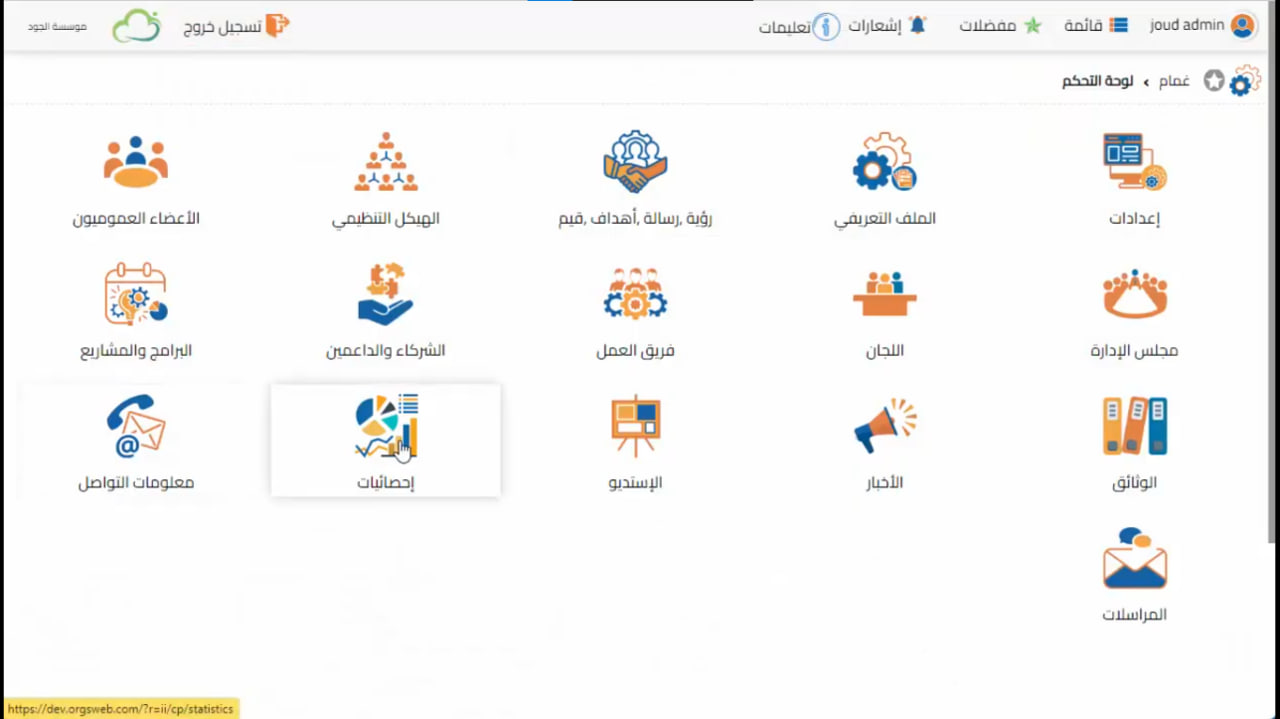 joud admin
قائمة
مفضلات
إشعارات
تعليمات
تسجيل خروج
موسسة الجود
غمام › لوحة التحكم
إعدادات
الملف التعريفي
رؤية ,رسالة ,أهداف ,قيم
الهيكل التنظيمي
الأعضاء العموميون
مجلس الإدارة
اللجان
فريق العمل
الشركاء والداعمين
البرامج والمشاريع
الوثائق
الأخبار
الإستديو
إحصائيات
معلومات التواصل
المراسلات
https://dev.orgsweb.com/?r=ii/cp/statistics